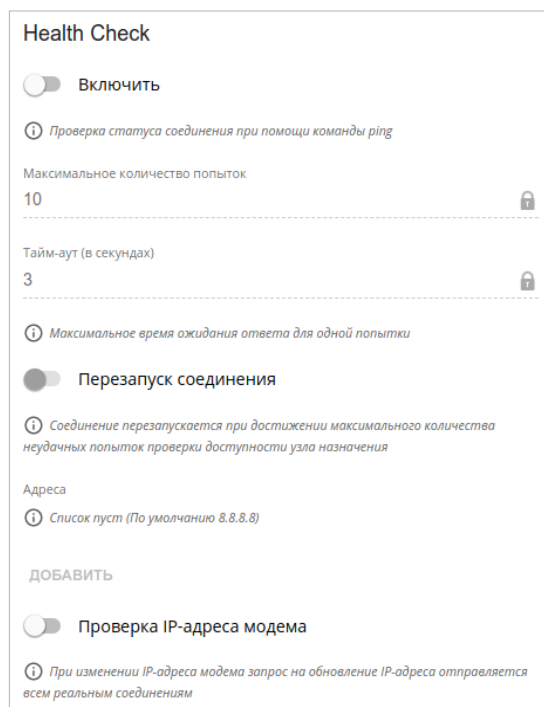 Health Check
Включить
Проверка статуса соединения при помощи команды ping
Максимальное количество попыток
10
Тайм-аут (в секундах)
3
Максимальное время ожидания ответа для одной попытки
Перезапуск соединения
Соединение перезапускается при достижении максимального количества
неудачных попыток проверки доступности узла назначения
Адреса
Список пуст (По умолчанию 8.8.8.8)
ДОБАВИТЬ
Проверка IP-адреса модема
При изменении IP-адреса модема запрос на обновление IP-адреса отправляется
всем реальным соединениям